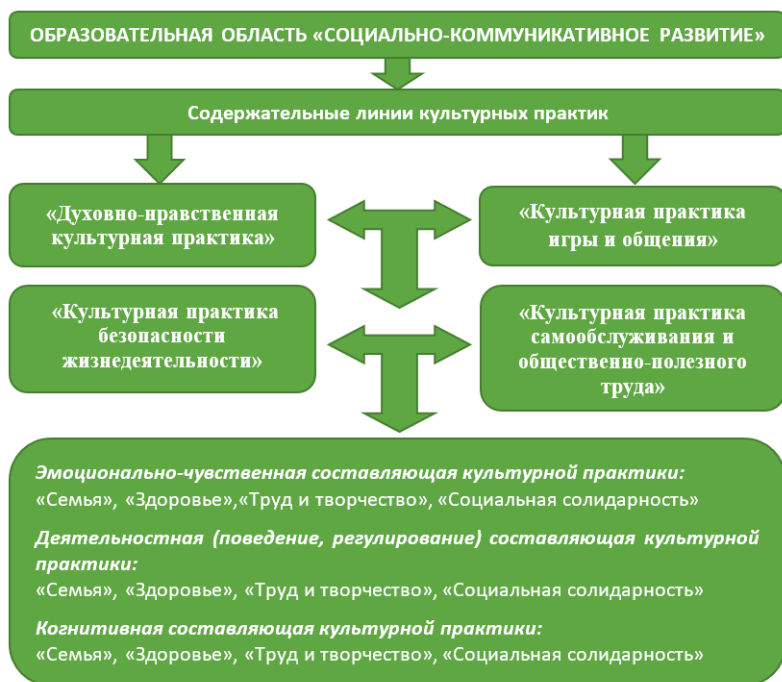 ОБРАЗОВАТЕЛЬНАЯ ОБЛАСТЬ «СОЦИАЛЬНО-КОММУНИКАТИВНОЕ РАЗВИТИЕ»
Содержательные линии культурных практик
«Духовно-нравственная
культурная практика»
«Культурная практика
игры и общения»
«Культурная практика
безопасности
жизнедеятельности»
«Культурная практика
самообслуживания и
общественно-полезного
труда»
Эмоционально-чувственная составляющая культурной практики:
«Семья», «Здоровье»,«Труд и творчество», «Социальная солидарность»
Деятельностная (поведение, регулирование) составляющая культурной
практики:
«Семья», «Здоровье», «Труд и творчество», «Социальная солидарность»
Когнитивная составляющая культурной практики:
«Семья», «Здоровье», «Труд и творчество», «Социальная солидарность»